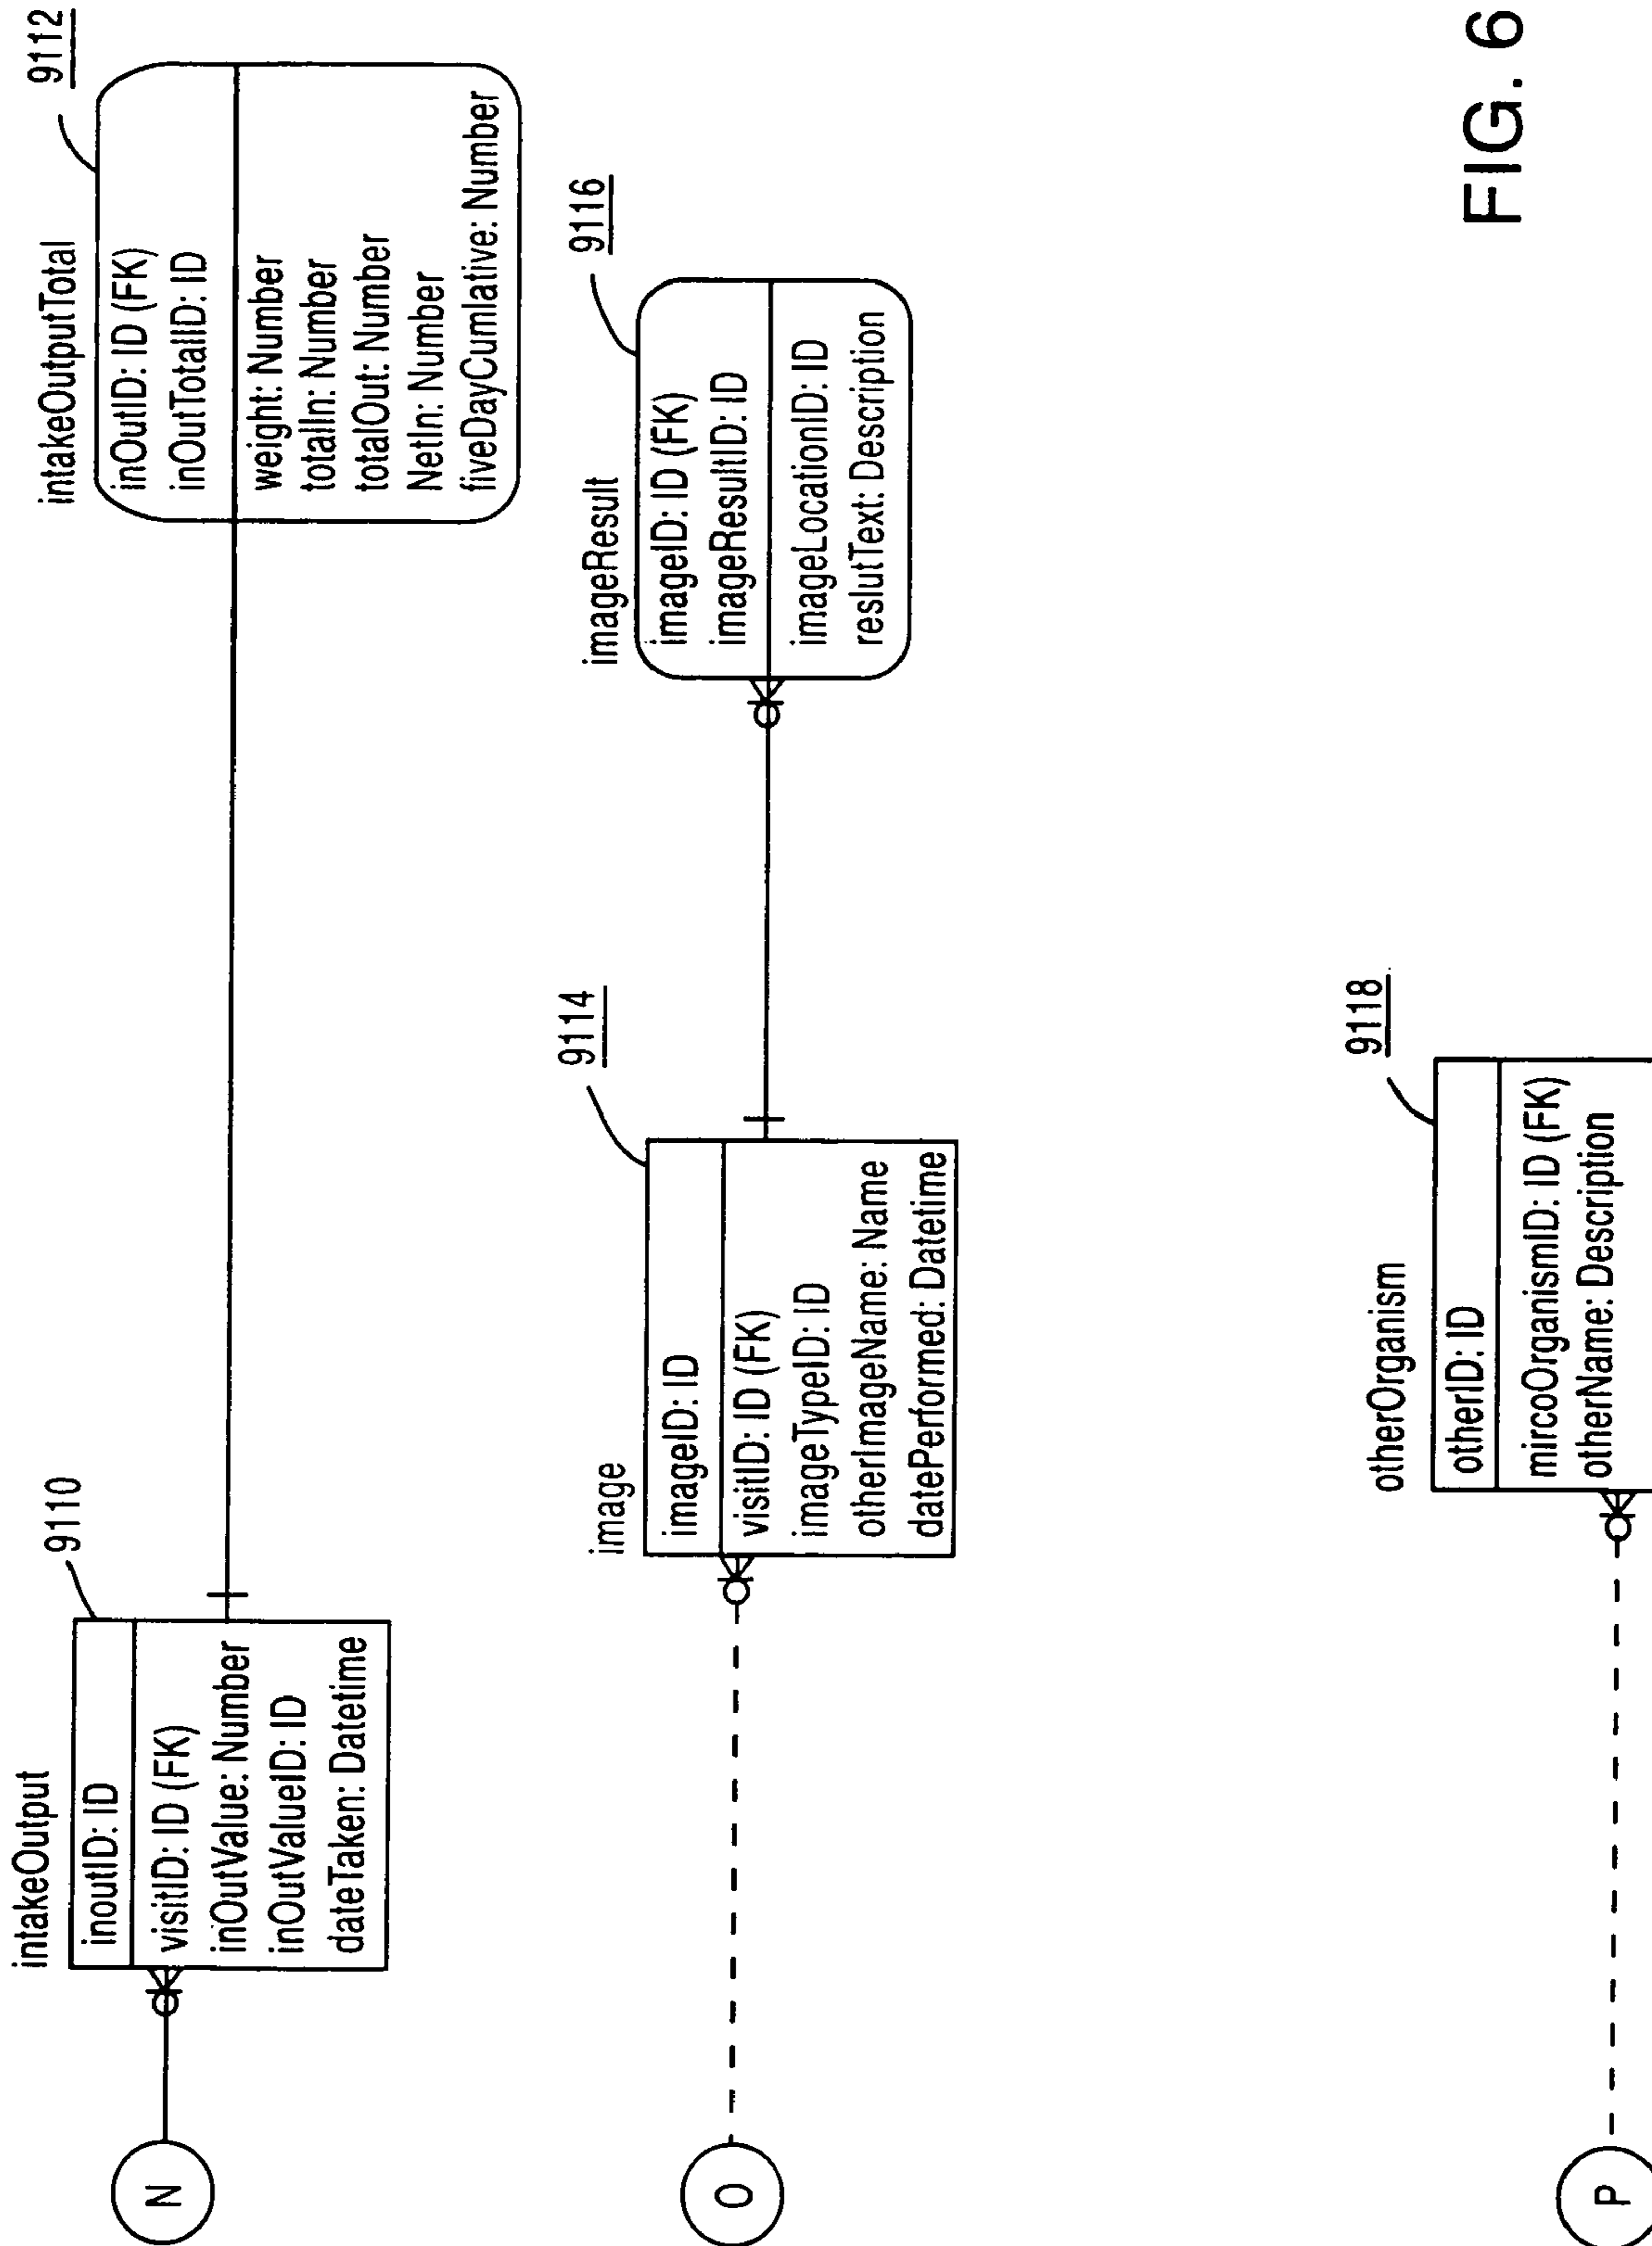 intakeOutput
9110
inoutID: ID
visitID: ID (FK)
inOutValue: Number
inOutValueID: ID
dateTaken: Datetime
N
intakeOutputTotal
9112
inOutID: ID (FK)
inOutTotalID: ID
weight: Number
totalIn: Number
totalOut: Number
NetIn: Number
fiveDayCumlative: Number
image
9114
imageID: ID
visitID: ID (FK)
imageTypeID: ID
otherImageName: Name
datePerformed: Datetime
O
imageResult
9116
imageID: ID (FK)
imageResultID: ID
imageLocationID: ID
reslutText: Description
otherOrganism
9118
otherID: ID
mircoOrganismID: ID (FK)
otherName: Description
P
FIG. 6